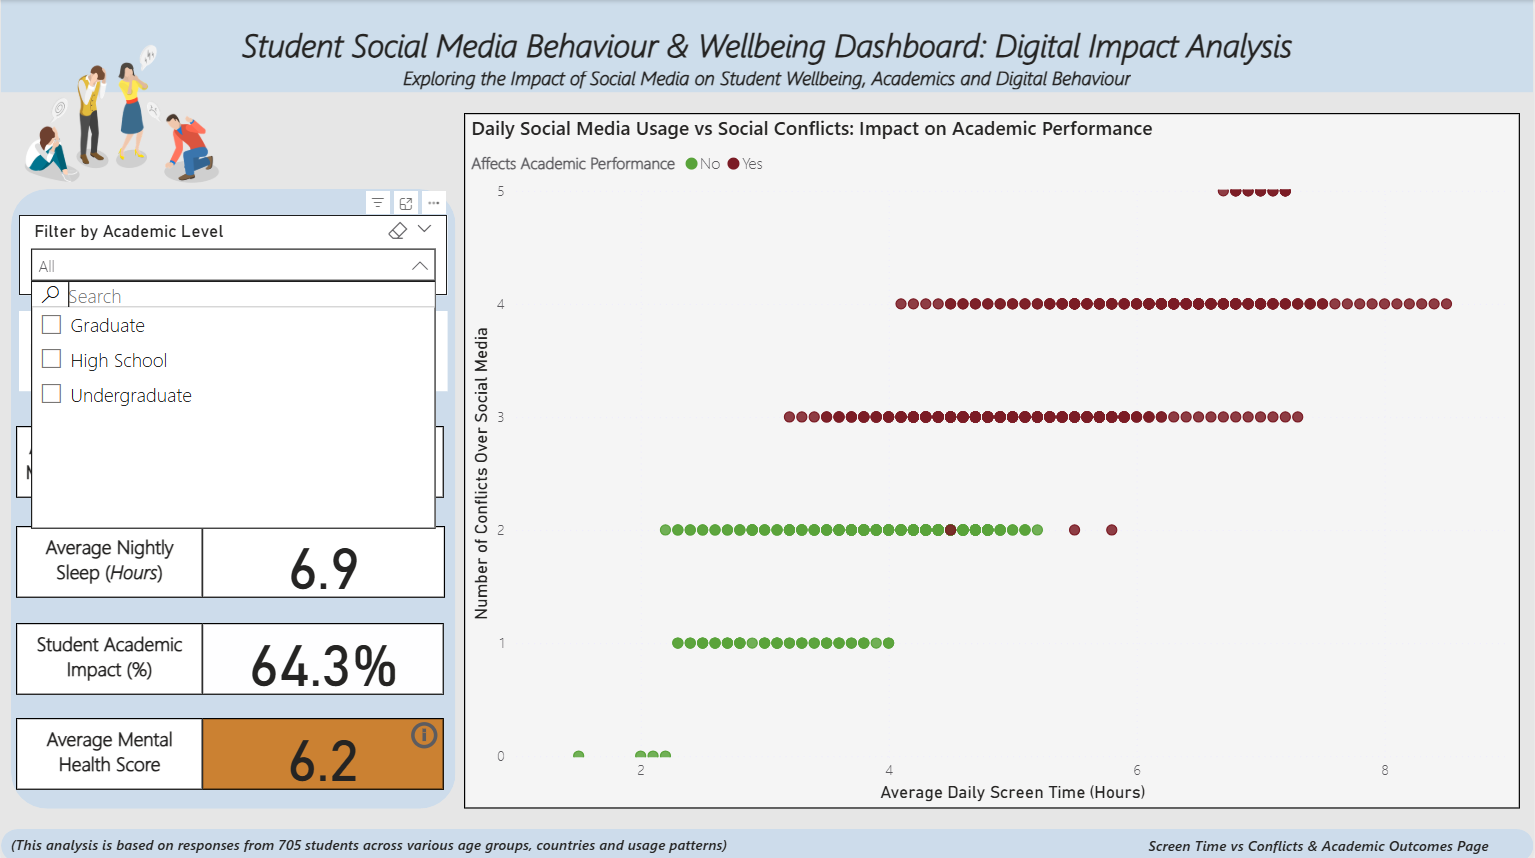 Student Social Media Behaviour & Wellbeing Dashboard: Digital Impact Analysis
Exploring the Impact of Social Media on Student Wellbeing, Academics and Digital Behaviour
Filter by Academic Level
All
Search
Graduate
High School
Undergraduate
Average Nightly
Sleep (Hours)
6.9
Student Academic
Impact (%)
64.3%
Average Mental
Health Score
6.2
Daily Social Media Usage vs Social Conflicts: Impact on Academic Performance
Affects Academic Performance No Yes
Number of Conflicts Over Social Media
5
4
3
2
1
0
2 4 6 8
Average Daily Screen Time (Hours)
(This analysis is based on responses from 705 students across various age groups, countries and usage patterns)
Screen Time vs Conflicts & Academic Outcomes Page